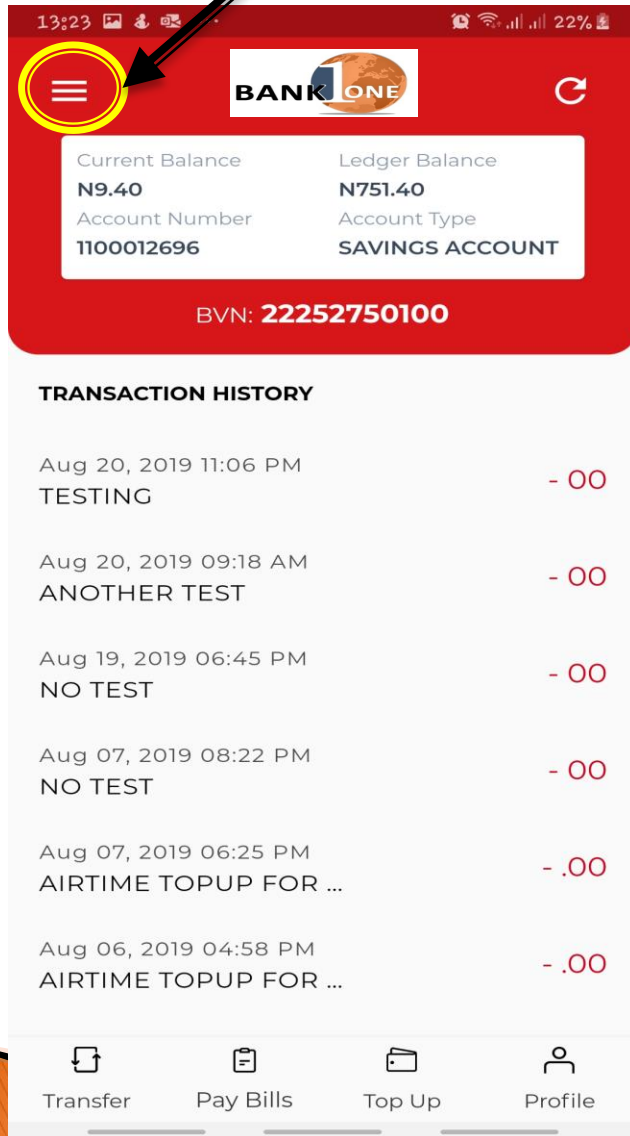 13:23 22%
BANK 1 ONE
Current Balance Ledger Balance
N9.40 N751.40
Account Number Account Type
1100012696 SAVINGS ACCOUNT
BVN: 22252750100
TRANSACTION HISTORY
Aug 20, 2019 11:06 PM
TESTING - 00
Aug 20, 2019 09:18 AM
ANOTHER TEST - 00
Aug 19, 2019 06:45 PM
NO TEST - 00
Aug 07, 2019 08:22 PM
NO TEST - 00
Aug 07, 2019 06:25 PM
AIRTIME TOPUP FOR ... - .00
Aug 06, 2019 04:58 PM
AIRTIME TOPUP FOR ... - .00
Transfer Pay Bills Top Up Profile